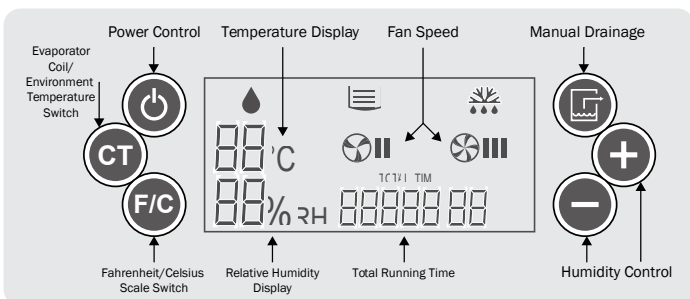 Power Control
Temperature Display
Fan Speed
Manual Drainage
Evaporator
Coil/
Environment
Temperature
Switch
CT
F/C
88 °C
88 % RH
TOTAL TIM
88888 88
Fahrenheit/Celsius
Scale Switch
Relative Humidity
Display
Total Running Time
Humidity Control